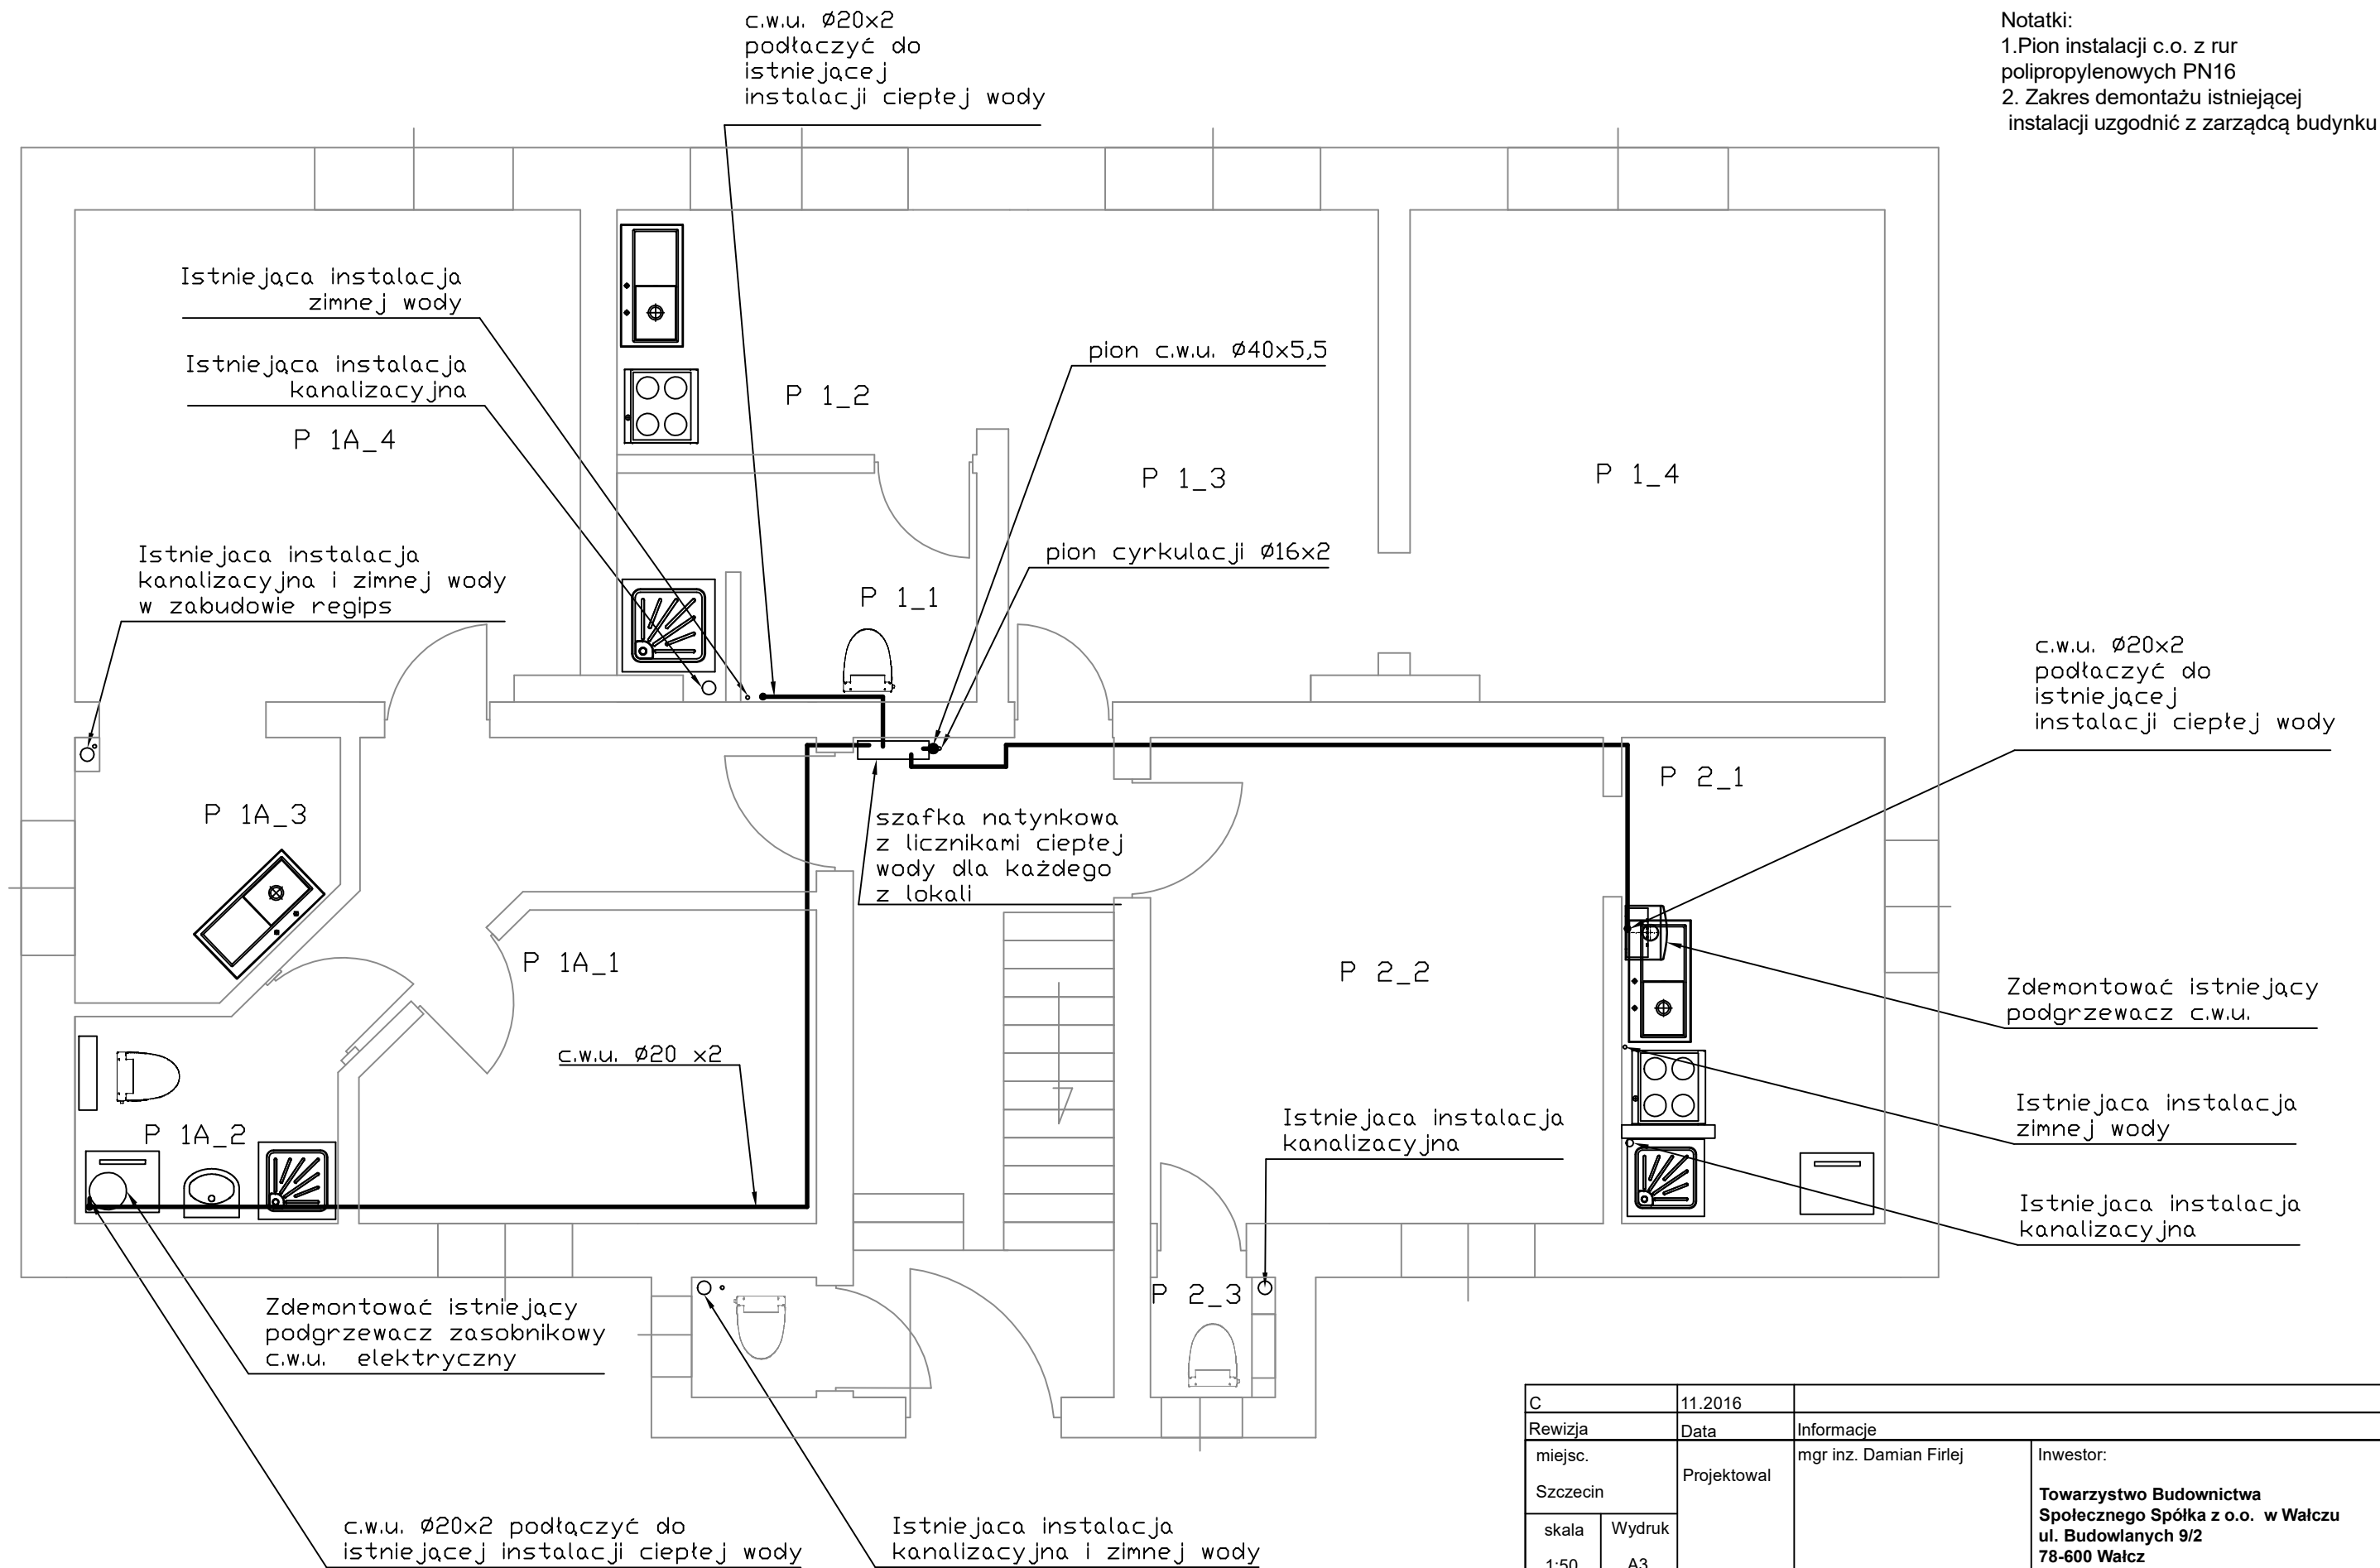 c.w.u. Ø20x2
podłaczyć do
istniejącej
instalacji ciepłej wody
Notatki:
1.Pion instalacji c.o. z rur
polipropylenowych PN16
2. Zakres demontażu istniejącej
instalacji uzgodnić z zarządcą budynku
Istniejąca instalacja
zimnej wody
Istniejąca instalacja
kanalizacyjna
P 1A_4
P 1_2
pion c.w.u. Ø40x5,5
P 1_3
P 1_4
pion cyrkulacji Ø16x2
Istniejaca instalacja
kanalizacyjna i zimnej wody
w zabudowie regips
P 1_1
c.w.u. Ø20x2
podłaczyć do
istniejącej
instalacji ciepłej wody
P 2_1
P 1A_3
szafka natynkowa
z licznikami ciepłej
wody dla każdego
z lokali
P 1A_1
P 2_2
Zdemontować istniejący
podgrzewacz c.w.u.
c.w.u. Ø20 x2
Istniejaca instalacja
kanalizacyjna
Istniejaca instalacja
zimnej wody
P 1A_2
Istniejaca instalacja
kanalizacyjna
P 2_3
Zdemontować istniejący
podgrzewacz zasobnikowy
c.w.u. elektryczny
c.w.u. Ø20x2 podłączyć do
istniejącej instalacji ciepłej wody
Istniejaca instalacja
kanalizacyjna i zimnej wody
C 11.2016
Rewizja Data Informacje
miejsc.
Szczecin
Projektowal
mgr inz. Damian Firlej
Inwestor:
Towarzystwo Budownictwa
Społecznego Spółka z o.o. w Wałczu
ul. Budowlanych 9/2
78-600 Wałcz
skala Wydruk
1:50 A3